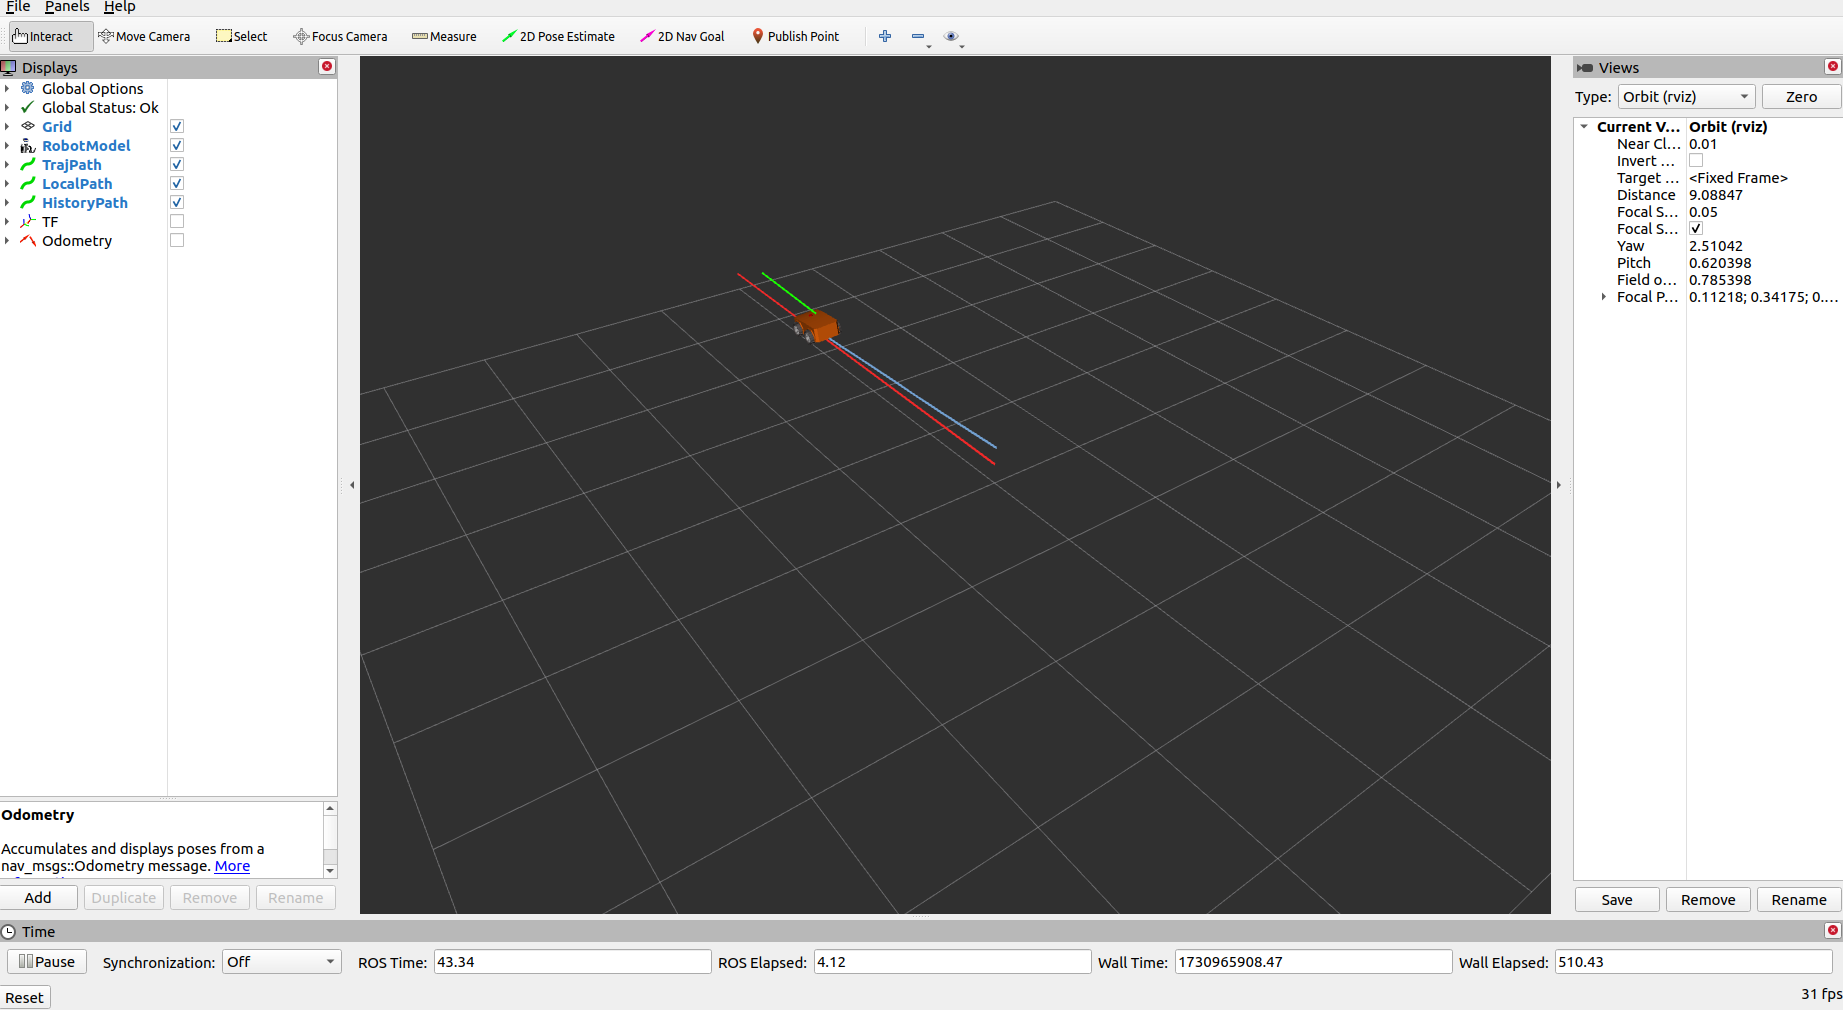 File Panels Help
Interact Move Camera Select Focus Camera Measure 2D Pose Estimate 2D Nav Goal Publish Point
Displays
Global Options
Global Status: Ok
Grid
RobotModel
TrajPath
LocalPath
HistoryPath
TF
Odometry
Odometry
Accumulates and displays poses from a
nav_msgs::Odometry message. More
Add Duplicate Remove Rename
Views
Type: Orbit (rviz) Zero
Current V... Orbit (rviz)
Near Cl... 0.01
Invert ...
Target ... <Fixed Frame>
Distance 9.08847
Focal S... 0.05
Focal S...
Yaw 2.51042
Pitch 0.620398
Field o... 0.785398
Focal P... 0.11218; 0.34175; 0....
Save Remove Rename
Time
Pause Synchronization: Off ROS Time: 43.34 ROS Elapsed: 4.12 Wall Time: 1730965908.47 Wall Elapsed: 510.43
Reset 31 fps